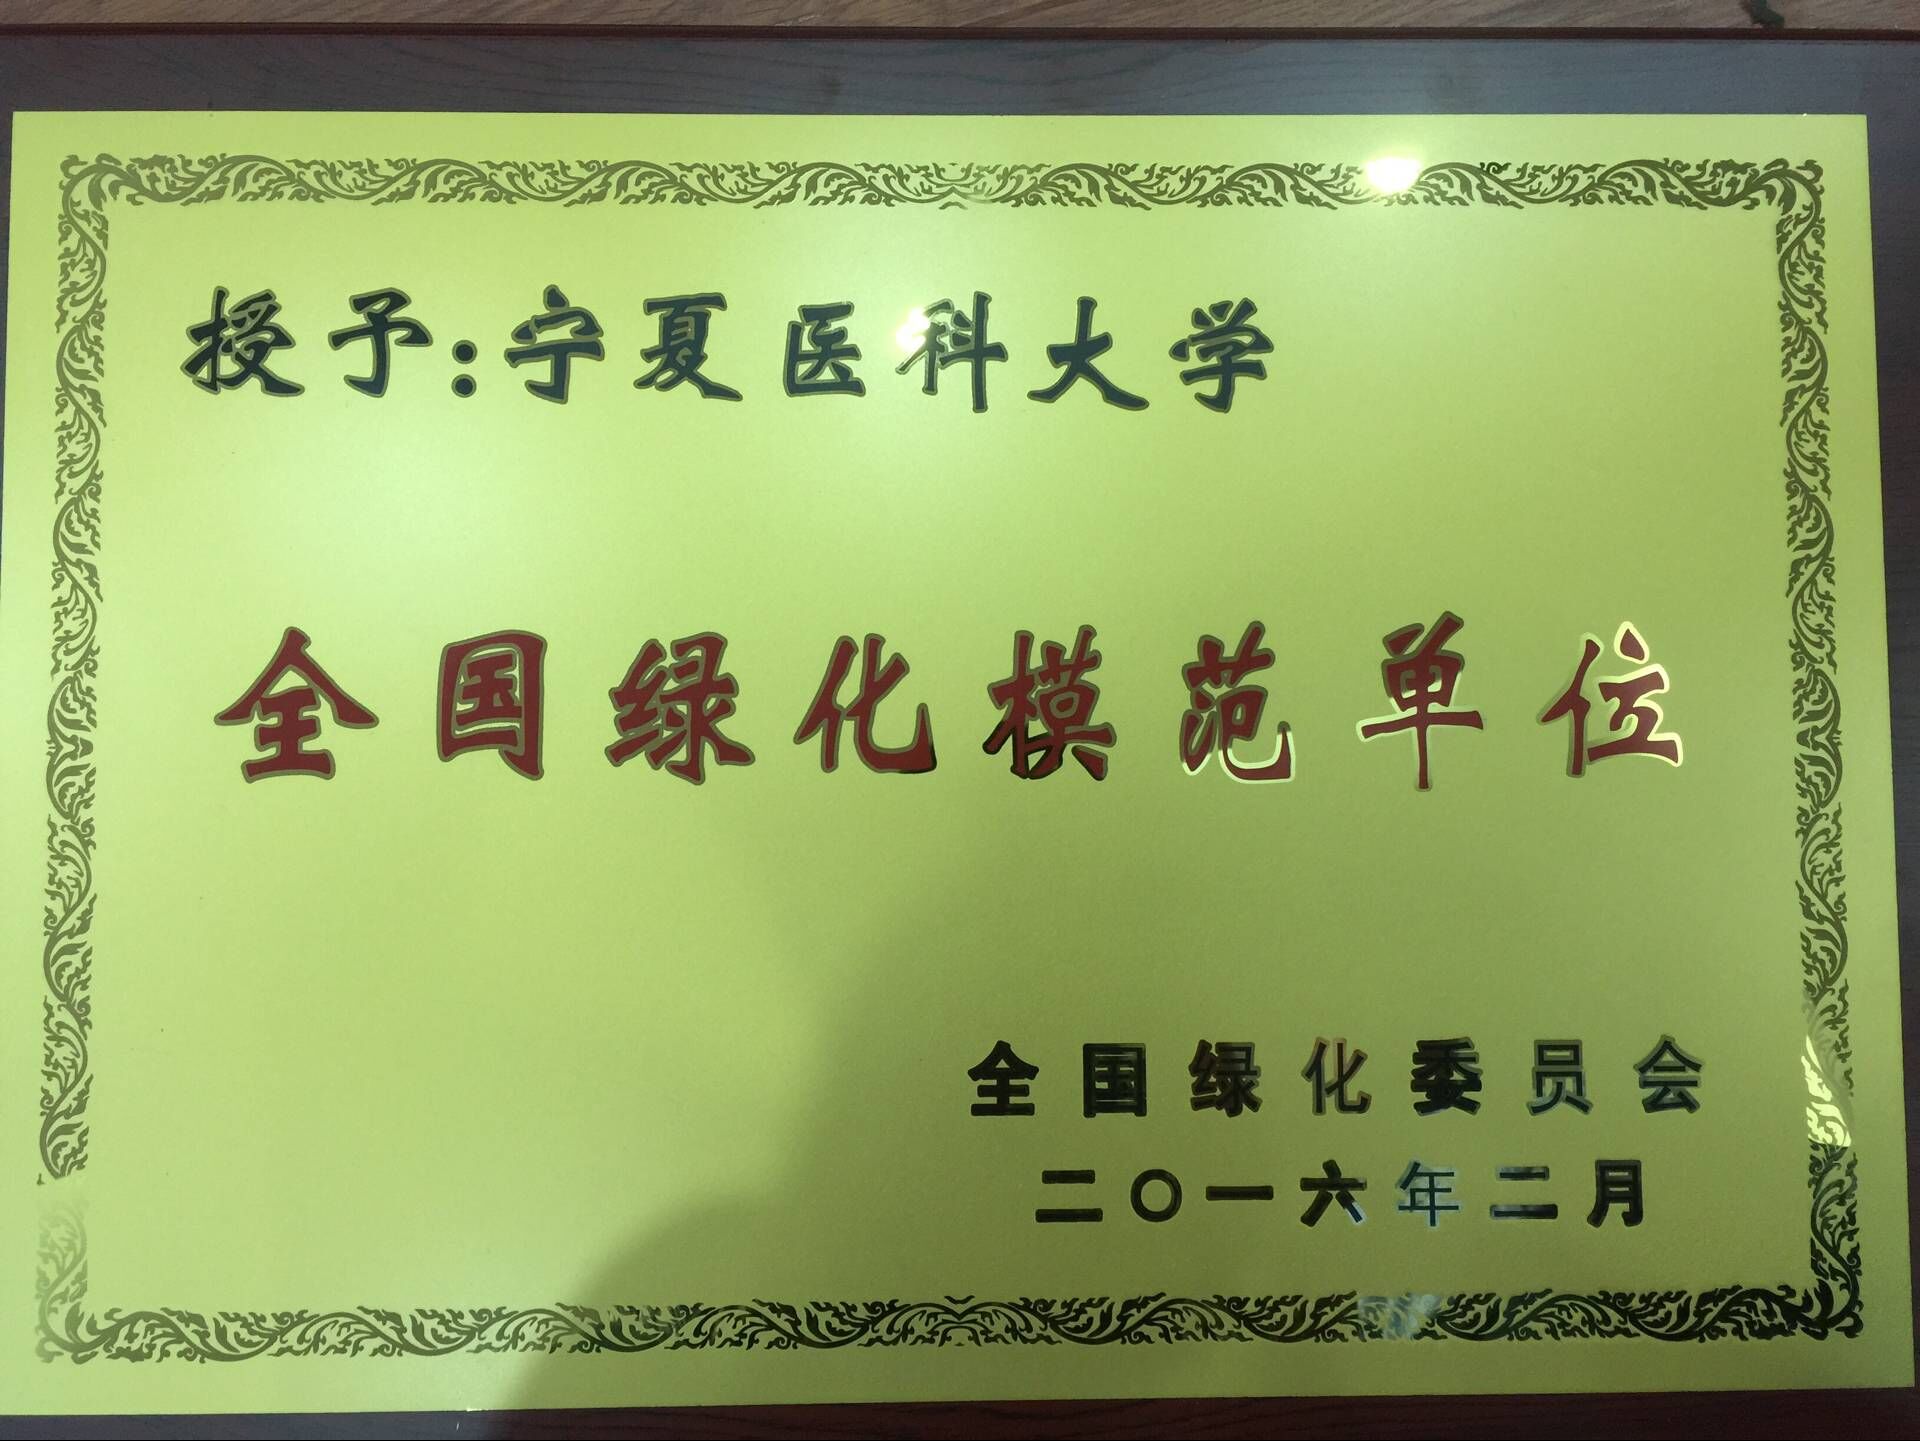 授予:宁夏医科大学
全国绿化模范单位
全国绿化委员会
二〇一六年二月